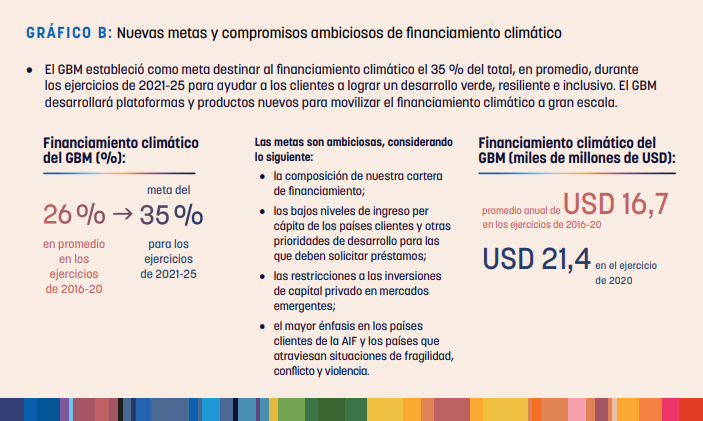 GRÁFICO B: Nuevas metas y compromisos ambiciosos de financiamiento climático
• El GBM estableció como meta destinar al financiamiento climático el 35 % del total, en promedio, durante
los ejercicios de 2021-25 para ayudar a los clientes a lograr un desarrollo verde, resiliente e inclusivo. El GBM
desarrollará plataformas y productos nuevos para movilizar el financiamiento climático a gran escala.
Financiamiento climático
del GBM (%):
meta del
26 % → 35 %
en promedio
en los
ejercicios
de 2016-20
para los
ejercicios
de 2021-25
Las metas son ambiciosas, considerando
lo siguiente:
• la composición de nuestra cartera
de financiamiento;
• los bajos niveles de ingreso per
cápita de los países clientes y otras
prioridades de desarrollo para las
que deben solicitar préstamos;
• las restricciones a las inversiones
de capital privado en mercados
emergentes;
• el mayor énfasis en los países
clientes de la AIF y los países que
atraviesan situaciones de fragilidad,
conflicto y violencia.
Financiamiento climático del
GBM (miles de millones de USD):
promedio anual de USD 16,7
en los ejercicios de 2016-20
USD 21,4 en el ejercicio
de 2020